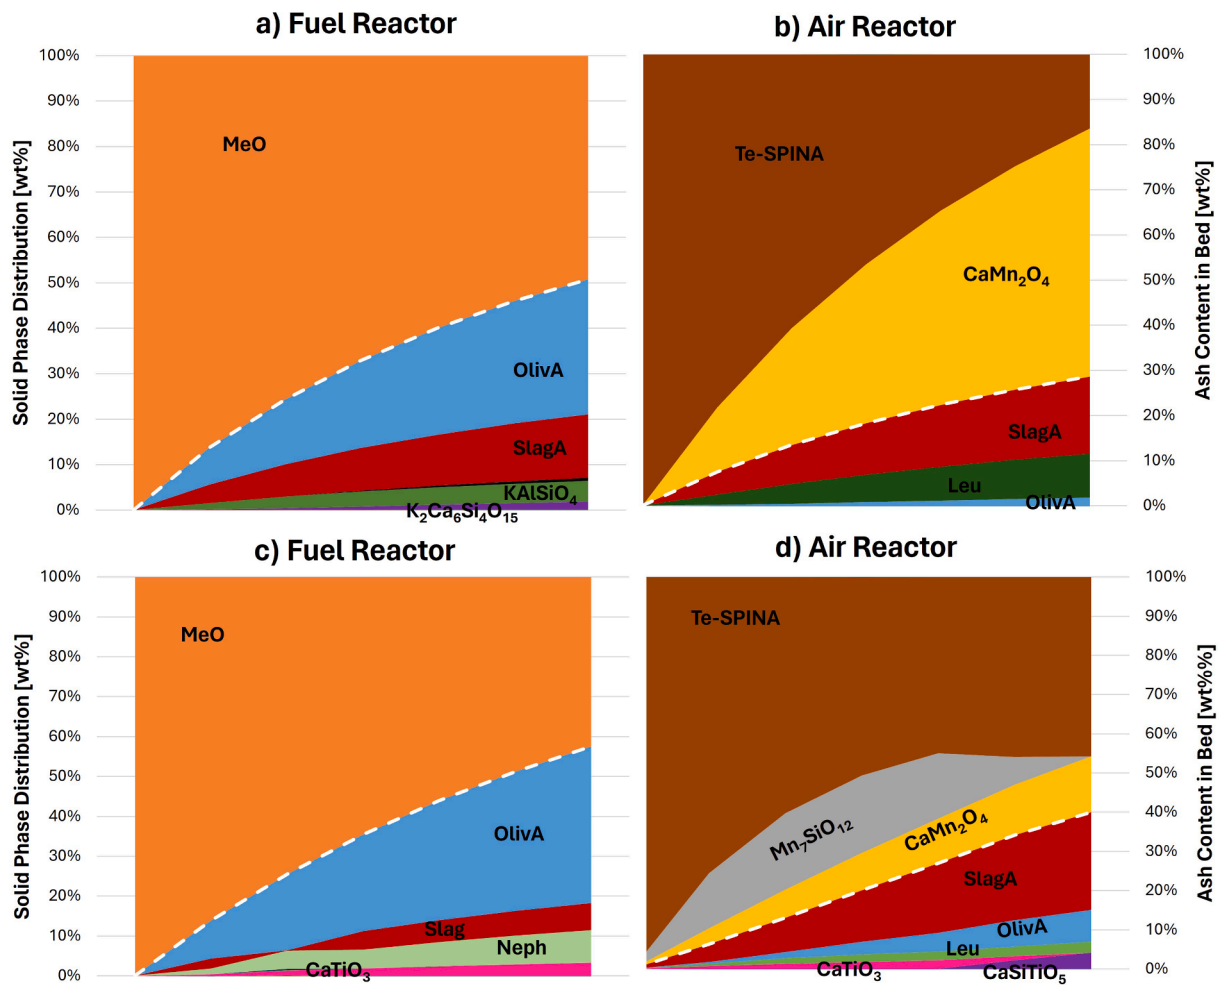 a) Fuel Reactor
b) Air Reactor
Solid Phase Distribution [wt%]
100%
90%
80%
70%
60%
50%
40%
30%
20%
10%
0%
MeO
OlivA
SlagA
KAlSiO₄
K₂Ca₆Si₄O₁₅
Te-SPINA
CaMn₂O₄
SlagA
Leu
OlivA
100%
90%
80%
70%
60%
50%
40%
30%
20%
10%
0%
Ash Content in Bed [wt%]
c) Fuel Reactor
d) Air Reactor
Solid Phase Distribution [wt%]
100%
90%
80%
70%
60%
50%
40%
30%
20%
10%
0%
MeO
OlivA
Slag
Neph
CaTiO₃
Te-SPINA
Mn₇SiO₁₂
CaMn₂O₄
SlagA
OlivA
Leu
CaTiO₃
CaSiTiO₅
100%
90%
80%
70%
60%
50%
40%
30%
20%
10%
0%
Ash Content in Bed [wt%%]